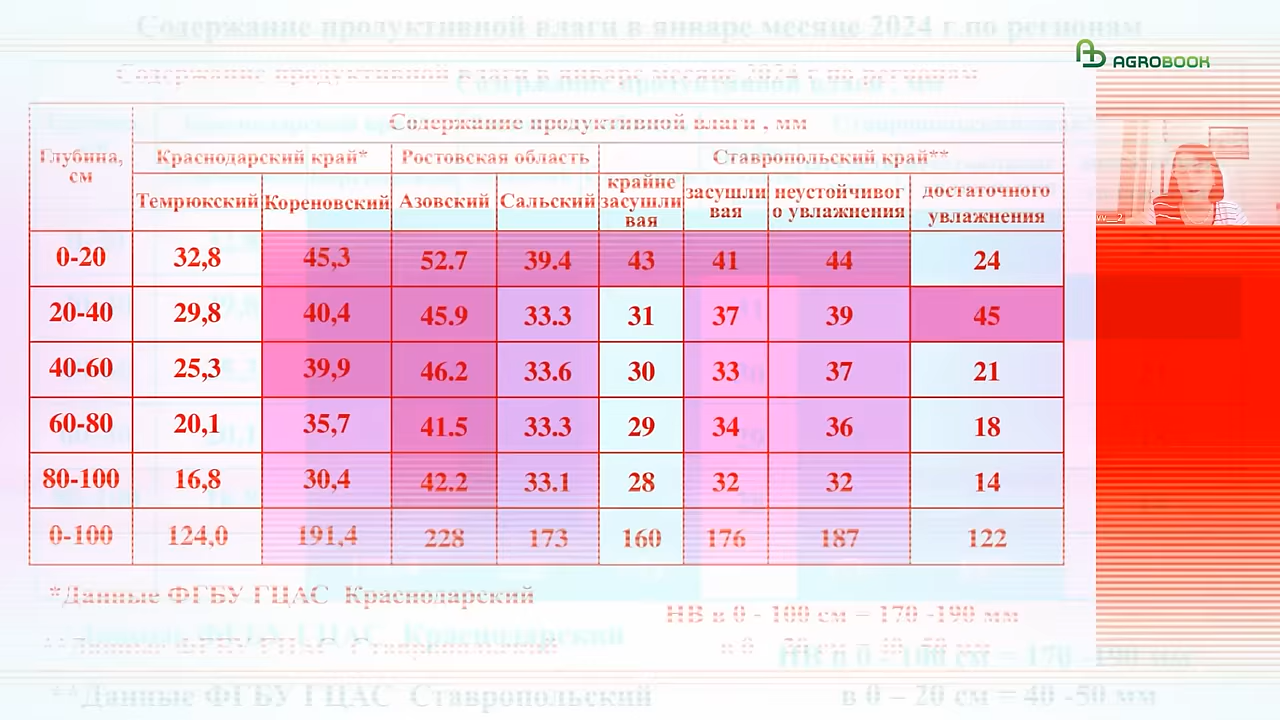 Содержание продуктивной влаги в январе месяце 2024 г по регионам
AGROBOOK
Содержание продуктивной влаги , мм
Глубина, см Краснодарский край* Ростовская область Ставропольский край**
Темрюкский Кореновский Азовский Сальский крайне засушливая засушливая неустойчивого увлажнения достаточного увлажнения
0-20 32,8 45,3 52.7 39.4 43 41 44 24
20-40 29,8 40,4 45.9 33.3 31 37 39 45
40-60 25,3 39,9 46.2 33.6 30 33 37 21
60-80 20,1 35,7 41.5 33.3 29 34 36 18
80-100 16,8 30,4 42.2 33.1 28 32 32 14
0-100 124,0 191,4 228 173 160 176 187 122
*Данные ФГБУ ГЦАС Краснодарский
НВ в 0 - 100 см = 170 -190 мм
**Данные ФГБУ ГЦАС Ставропольский
в 0 – 20 см = 40 -50 мм